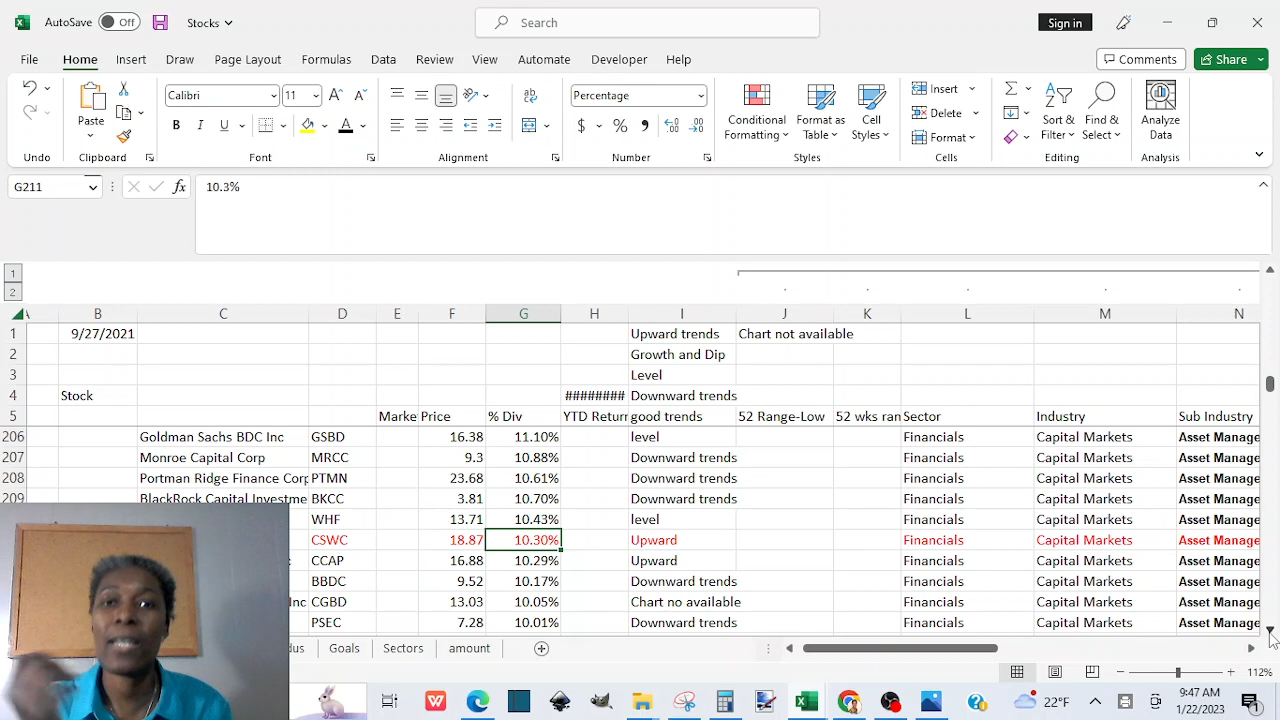 AutoSave Off Stocks Search Sign in
File Home Insert Draw Page Layout Formulas Data Review View Automate Developer Help Comments Share
Paste Calibri 11 Percentage Conditional Formatting Format as Table Cell Styles Insert Delete Format Sort & Filter Find & Select Analyze Data
B I U A $ % ,
Undo Clipboard Font Alignment Number Styles Cells Editing Analysis
G211 fx 10.3%
1
2
A B C D E F G H I J K L M N
1 9/27/2021 Upward trends Chart not available
2 Growth and Dip
3 Level
4 Stock ######## Downward trends
5 Marke Price % Div YTD Return good trends 52 Range-Low 52 wks ran Sector Industry Sub Industry
206 Goldman Sachs BDC Inc GSBD 16.38 11.10% level Financials Capital Markets Asset Manage
207 Monroe Capital Corp MRCC 9.3 10.88% Downward trends Financials Capital Markets Asset Manage
208 Portman Ridge Finance Corp PTMN 23.68 10.61% Downward trends Financials Capital Markets Asset Manage
209 BlackRock Capital Investme BKCC 3.81 10.70% Downward trends Financials Capital Markets Asset Manage
WHF 13.71 10.43% level Financials Capital Markets Asset Manage
CSWC 18.87 10.30% Upward Financials Capital Markets Asset Manage
CCAP 16.88 10.29% Upward Financials Capital Markets Asset Manage
BBDC 9.52 10.17% Downward trends Financials Capital Markets Asset Manage
Inc CGBD 13.03 10.05% Chart no available Financials Capital Markets Asset Manage
PSEC 7.28 10.01% Downward trends Financials Capital Markets Asset Manage
dus Goals Sectors amount
112%
22°F 9:47 AM
1/22/2023 1